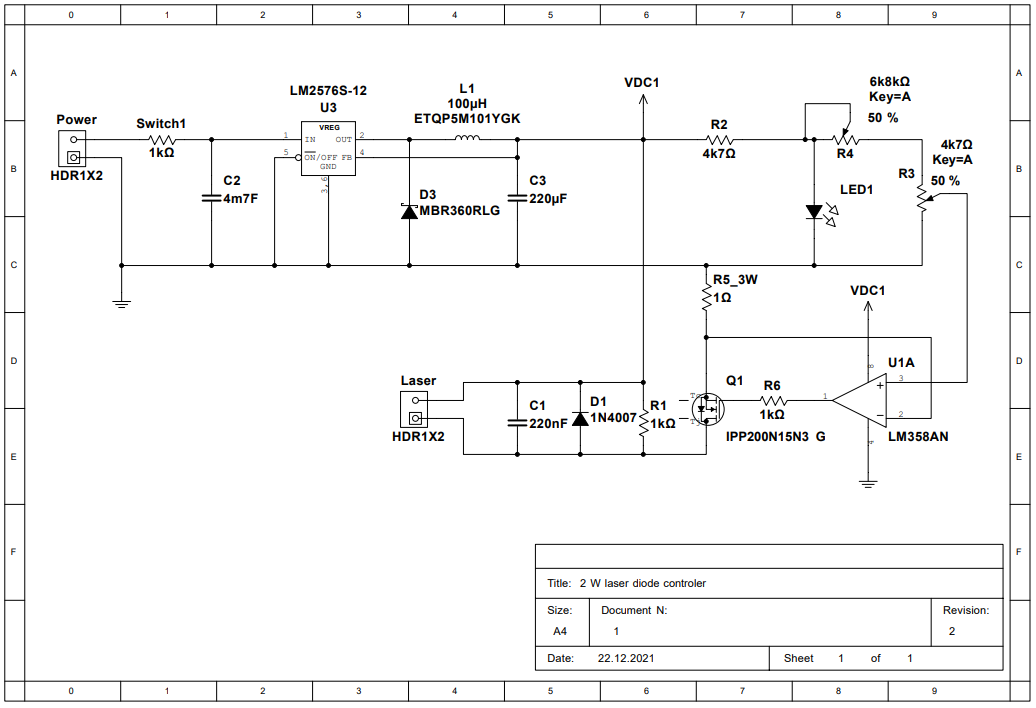 0 1 2 3 4 5 6 7 8 9
A A
B B
C C
D D
E E
F F
Power
HDR1X2
Switch1
1kΩ
C2
4m7F
LM2576S-12
U3
VREG
1 IN OUT 2
5 ON/OFF FB 4
GND
3,6
D3
MBR360RLG
L1
100µH
ETQP5M101YGK
C3
220µF
VDC1
R2
4k7Ω
6k8kΩ
Key=A
50 %
R4
LED1
4k7Ω
Key=A
R3
50 %
R5_3W
1Ω
VDC1
8
U1A
3
1
2
4
LM358AN
Laser
HDR1X2
C1
220nF
D1
1N4007
R1
1kΩ
Q1
IPP200N15N3 G
R6
1kΩ
Title: 2 W laser diode controler
Size: Document N: Revision:
A4 1 2
Date: 22.12.2021 Sheet 1 of 1
0 1 2 3 4 5 6 7 8 9